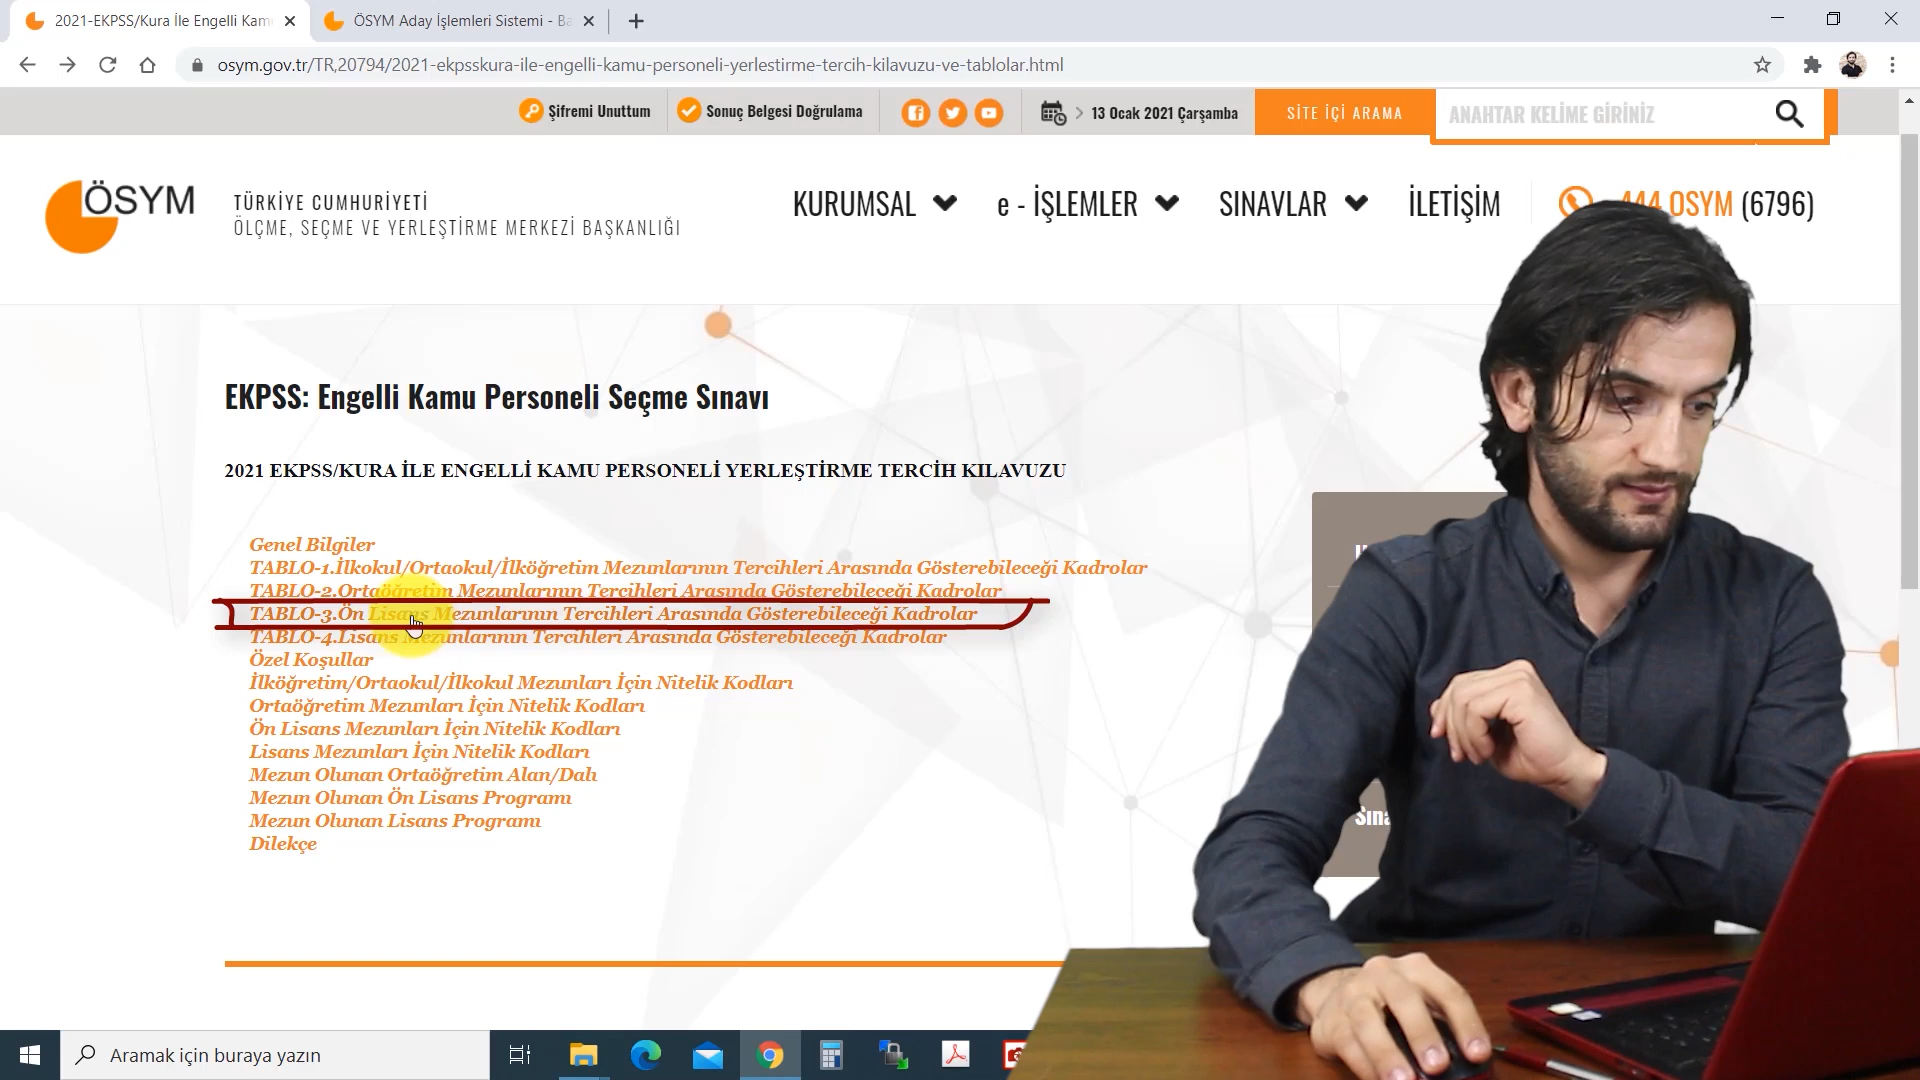 2021-EKPSS/Kura İle Engelli Kam
ÖSYM Aday İşlemleri Sistemi - Ba
osym.gov.tr/TR,20794/2021-ekpsskura-ile-engelli-kamu-personeli-yerlestirme-tercih-kilavuzu-ve-tablolar.html
Şifremi Unuttum
Sonuç Belgesi Doğrulama
13 Ocak 2021 Çarşamba
SİTE İÇİ ARAMA
ANAHTAR KELİME GİRİNİZ
ÖSYM
TÜRKİYE CUMHURİYETİ
ÖLÇME, SEÇME VE YERLEŞTİRME MERKEZİ BAŞKANLIĞI
KURUMSAL
e - İŞLEMLER
SINAVLAR
İLETİŞİM
444 OSYM (6796)
EKPSS: Engelli Kamu Personeli Seçme Sınavı
2021 EKPSS/KURA İLE ENGELLİ KAMU PERSONELİ YERLEŞTİRME TERCİH KILAVUZU
Genel Bilgiler
TABLO-1.İlkokul/Ortaokul/İlköğretim Mezunlarının Tercihleri Arasında Gösterebileceği Kadrolar
TABLO-2.Ortaöğretim Mezunlarının Tercihleri Arasında Gösterebileceği Kadrolar
TABLO-3.Ön Lisans Mezunlarının Tercihleri Arasında Gösterebileceği Kadrolar
TABLO-4.Lisans Mezunlarının Tercihleri Arasında Gösterebileceği Kadrolar
Özel Koşullar
İlköğretim/Ortaokul/İlkokul Mezunları İçin Nitelik Kodları
Ortaöğretim Mezunları İçin Nitelik Kodları
Ön Lisans Mezunları İçin Nitelik Kodları
Lisans Mezunları İçin Nitelik Kodları
Mezun Olunan Ortaöğretim Alan/Dalı
Mezun Olunan Ön Lisans Programı
Mezun Olunan Lisans Programı
Dilekçe
Sına
Aramak için buraya yazın